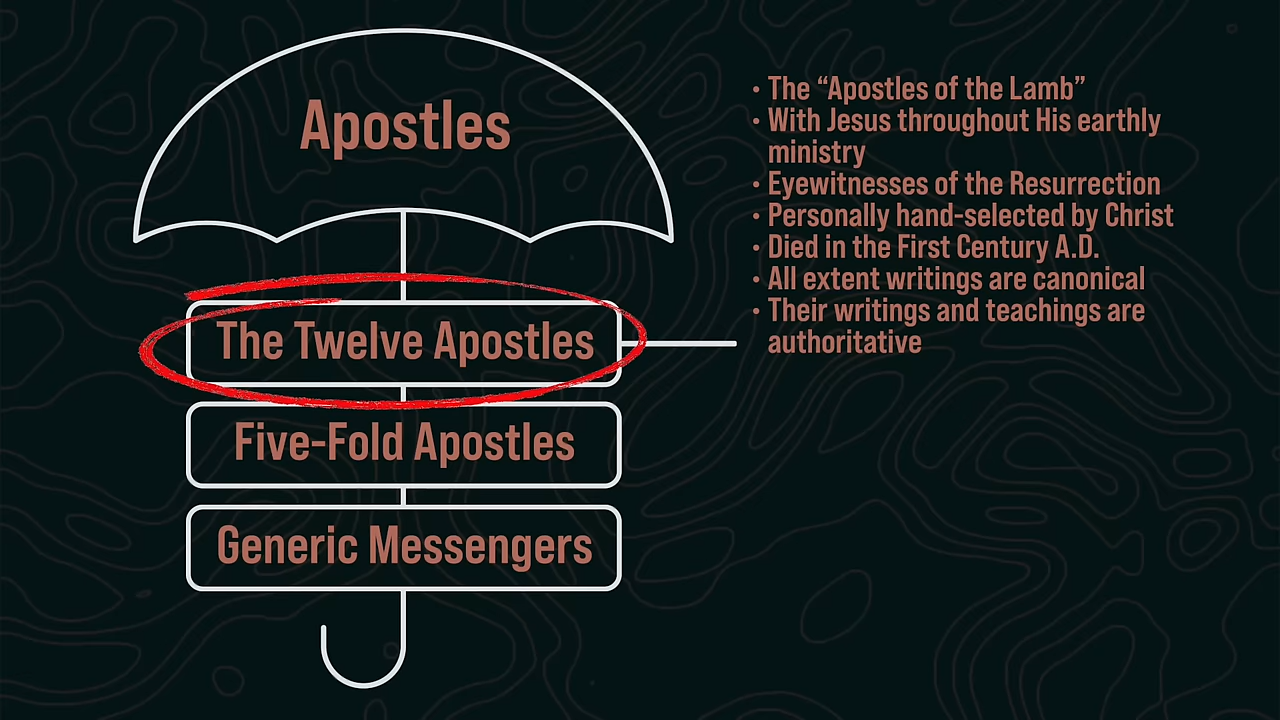 Apostles
The Twelve Apostles
Five-Fold Apostles
Generic Messengers
• The “Apostles of the Lamb”
• With Jesus throughout His earthly
ministry
• Eyewitnesses of the Resurrection
• Personally hand-selected by Christ
• Died in the First Century A.D.
• All extent writings are canonical
• Their writings and teachings are
authoritative